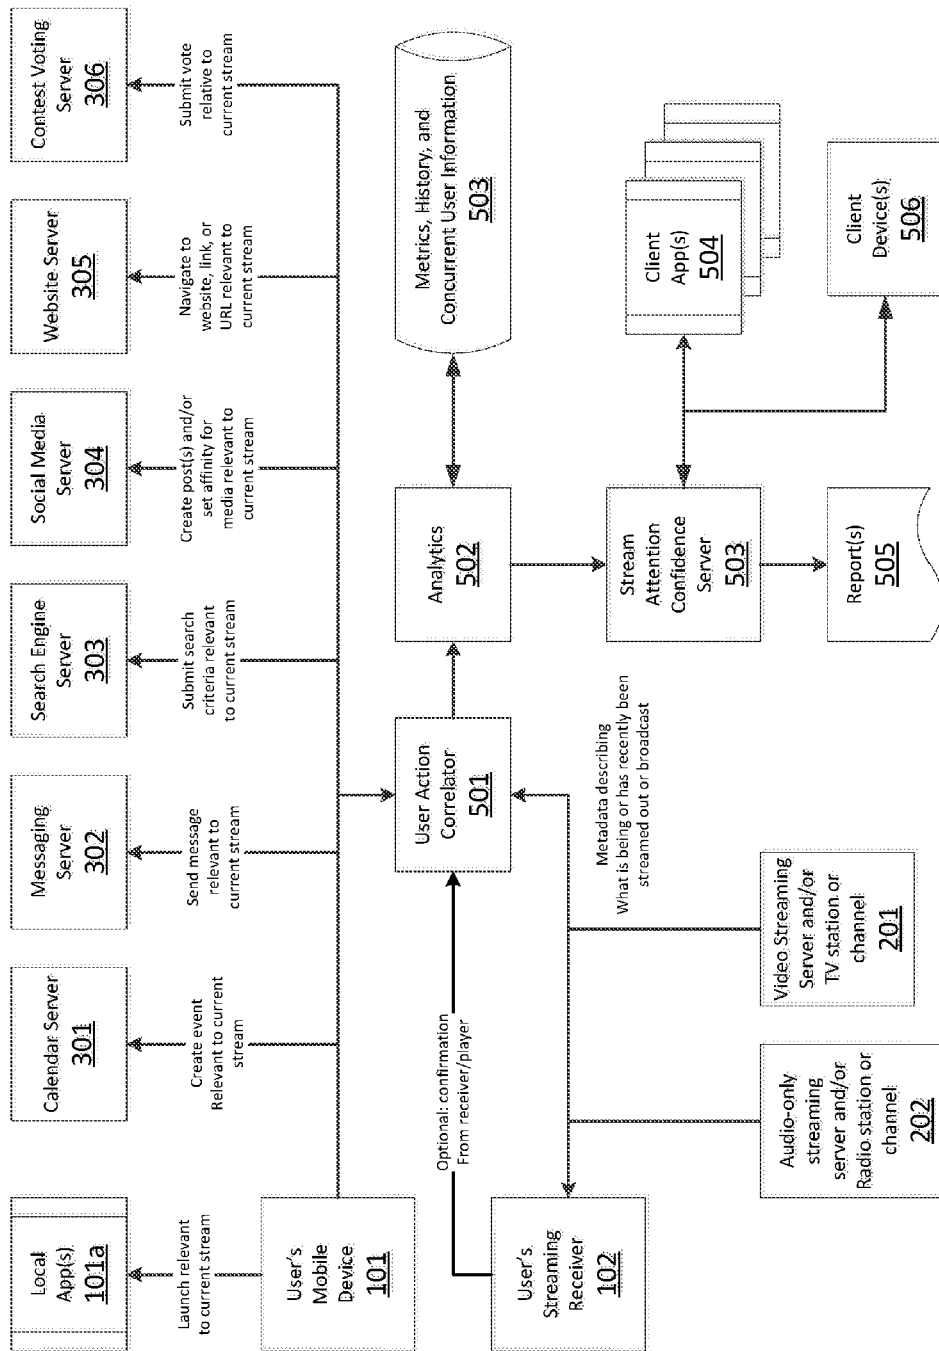 Local
App(s)
101a
Calendar Server
301
Messaging
Server
302
Search Engine
Server
303
Social Media
Server
304
Website Server
305
Contest Voting
Server
306
Launch relevant
to current stream
Create event
Relevant to current
stream
Send message
relevant to
current stream
Submit search
criteria relevant
to current stream
Create post(s) and/or
set affinity for
media relevant to
current stream
Navigate to
website, link, or
URL relevant to
current stream
Submit vote
relative to
current stream
User's
Mobile
Device
101
Optional: confirmation
From receiver/player
User Action
Correlator
501
Analytics
502
Metrics, History, and
Concurrent User Information
503
User's
Streaming
Receiver
102
Metadata describing
What is being or has recently been
streamed out or broadcast
Stream
Attention
Confidence
Server
503
Client
App(s)
504
Audio-only
streaming
server and/or
Radio station or
channel
202
Video Streaming
Server and/or
TV station or
channel
201
Report(s)
505
Client
Device(s)
506